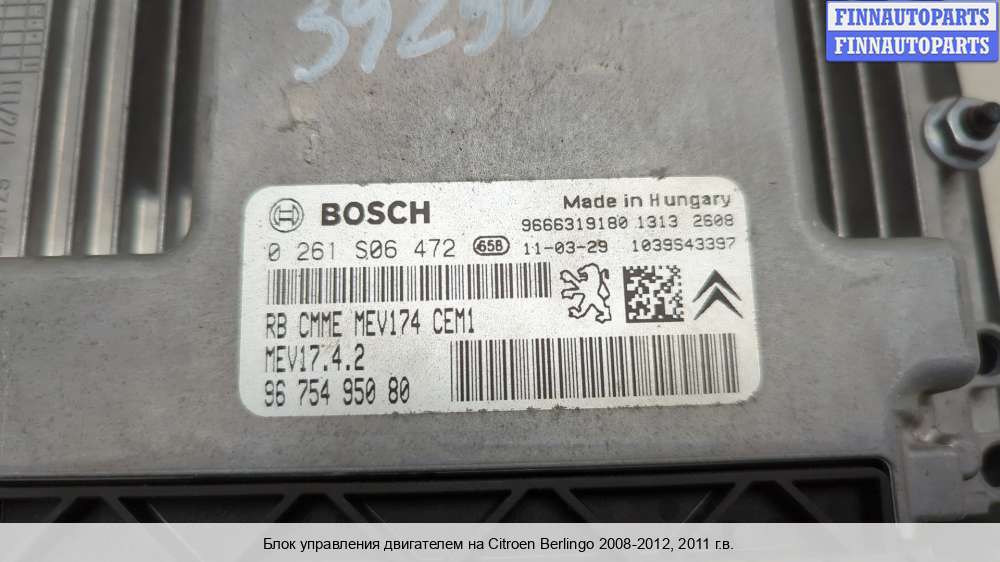 FINNAUTOPARTS
FINNAUTOPARTS
59250
BOSCH
Made in Hungary
9666319180 1313 2608
0 261 S06 472 658 11-03-29 1039S43397
RB CMME MEV174 CEM1
MEV17.4.2
96 754 950 80
Блок управления двигателем на Citroen Berlingo 2008-2012, 2011 г.в.